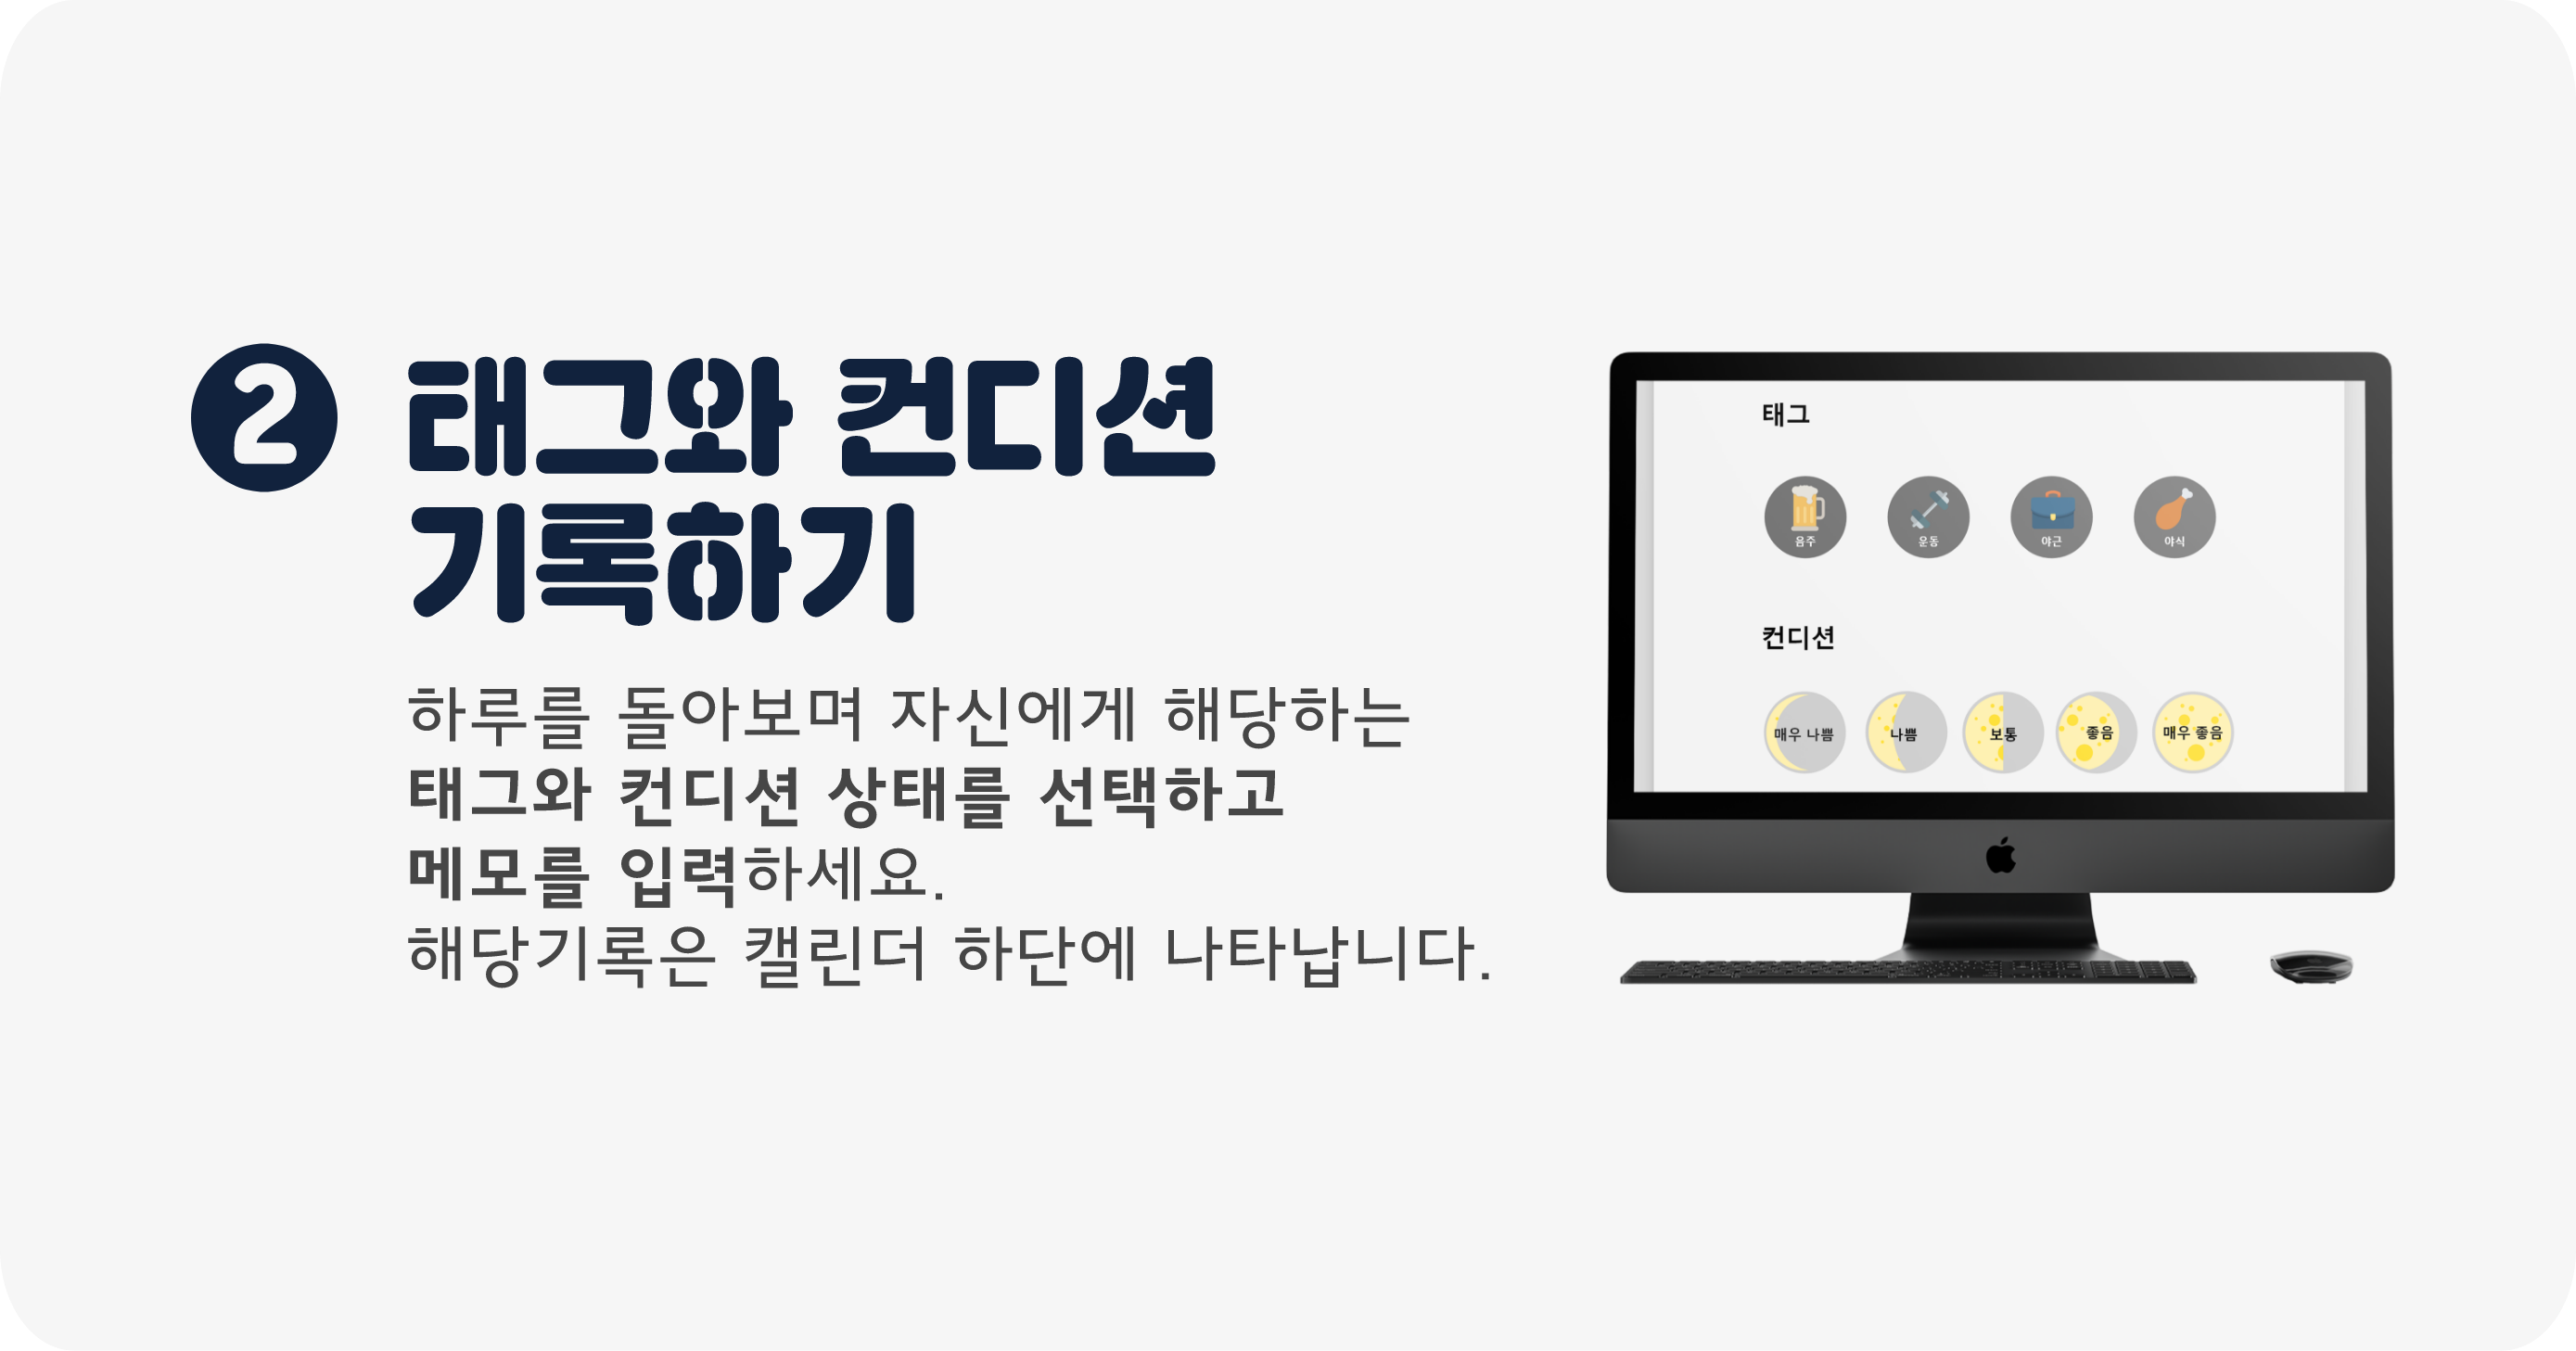 2
태그와 컨디션
기록하기
하루를 돌아보며 자신에게 해당하는
태그와 컨디션 상태를 선택하고
메모를 입력하세요.
해당기록은 캘린더 하단에 나타납니다.
태그
음주 운동 야근 야식
컨디션
매우 나쁨 나쁨 보통 좋음 매우 좋음